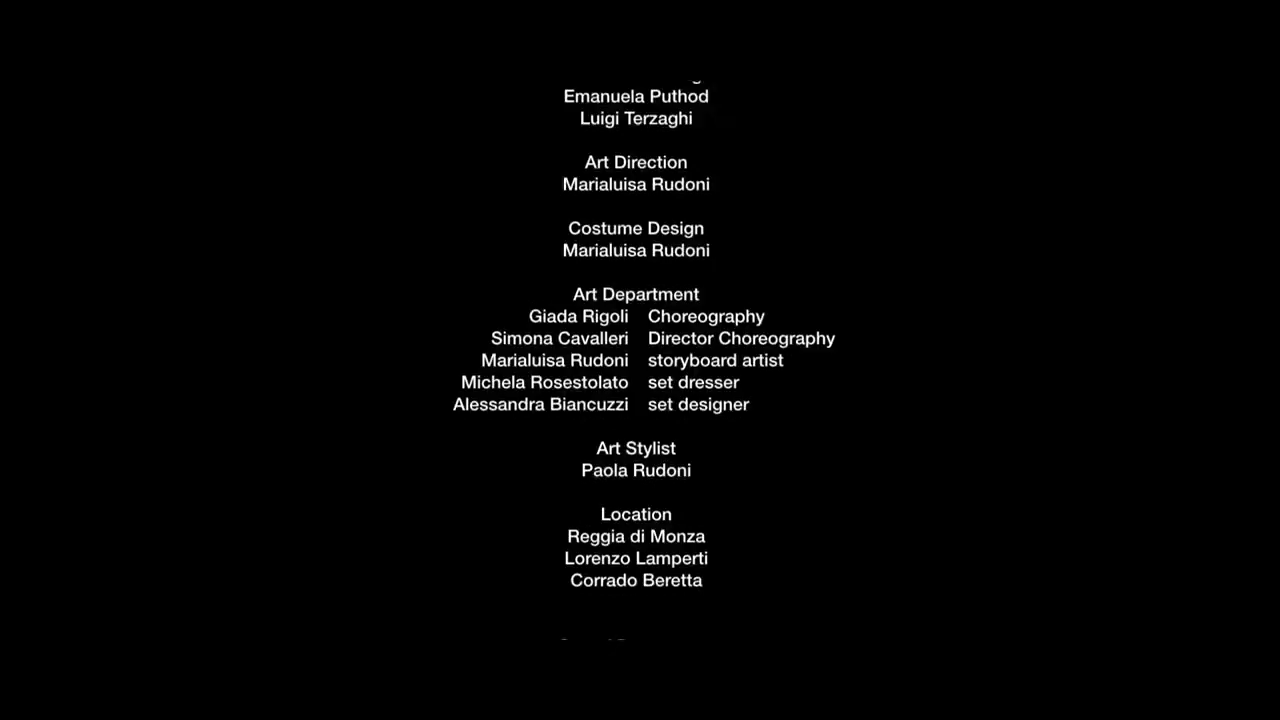 Emanuela Puthod
Luigi Terzaghi
Art Direction
Marialuisa Rudoni
Costume Design
Marialuisa Rudoni
Art Department
Giada Rigoli Choreography
Simona Cavalleri Director Choreography
Marialuisa Rudoni storyboard artist
Michela Rosestolato set dresser
Alessandra Biancuzzi set designer
Art Stylist
Paola Rudoni
Location
Reggia di Monza
Lorenzo Lamperti
Corrado Beretta